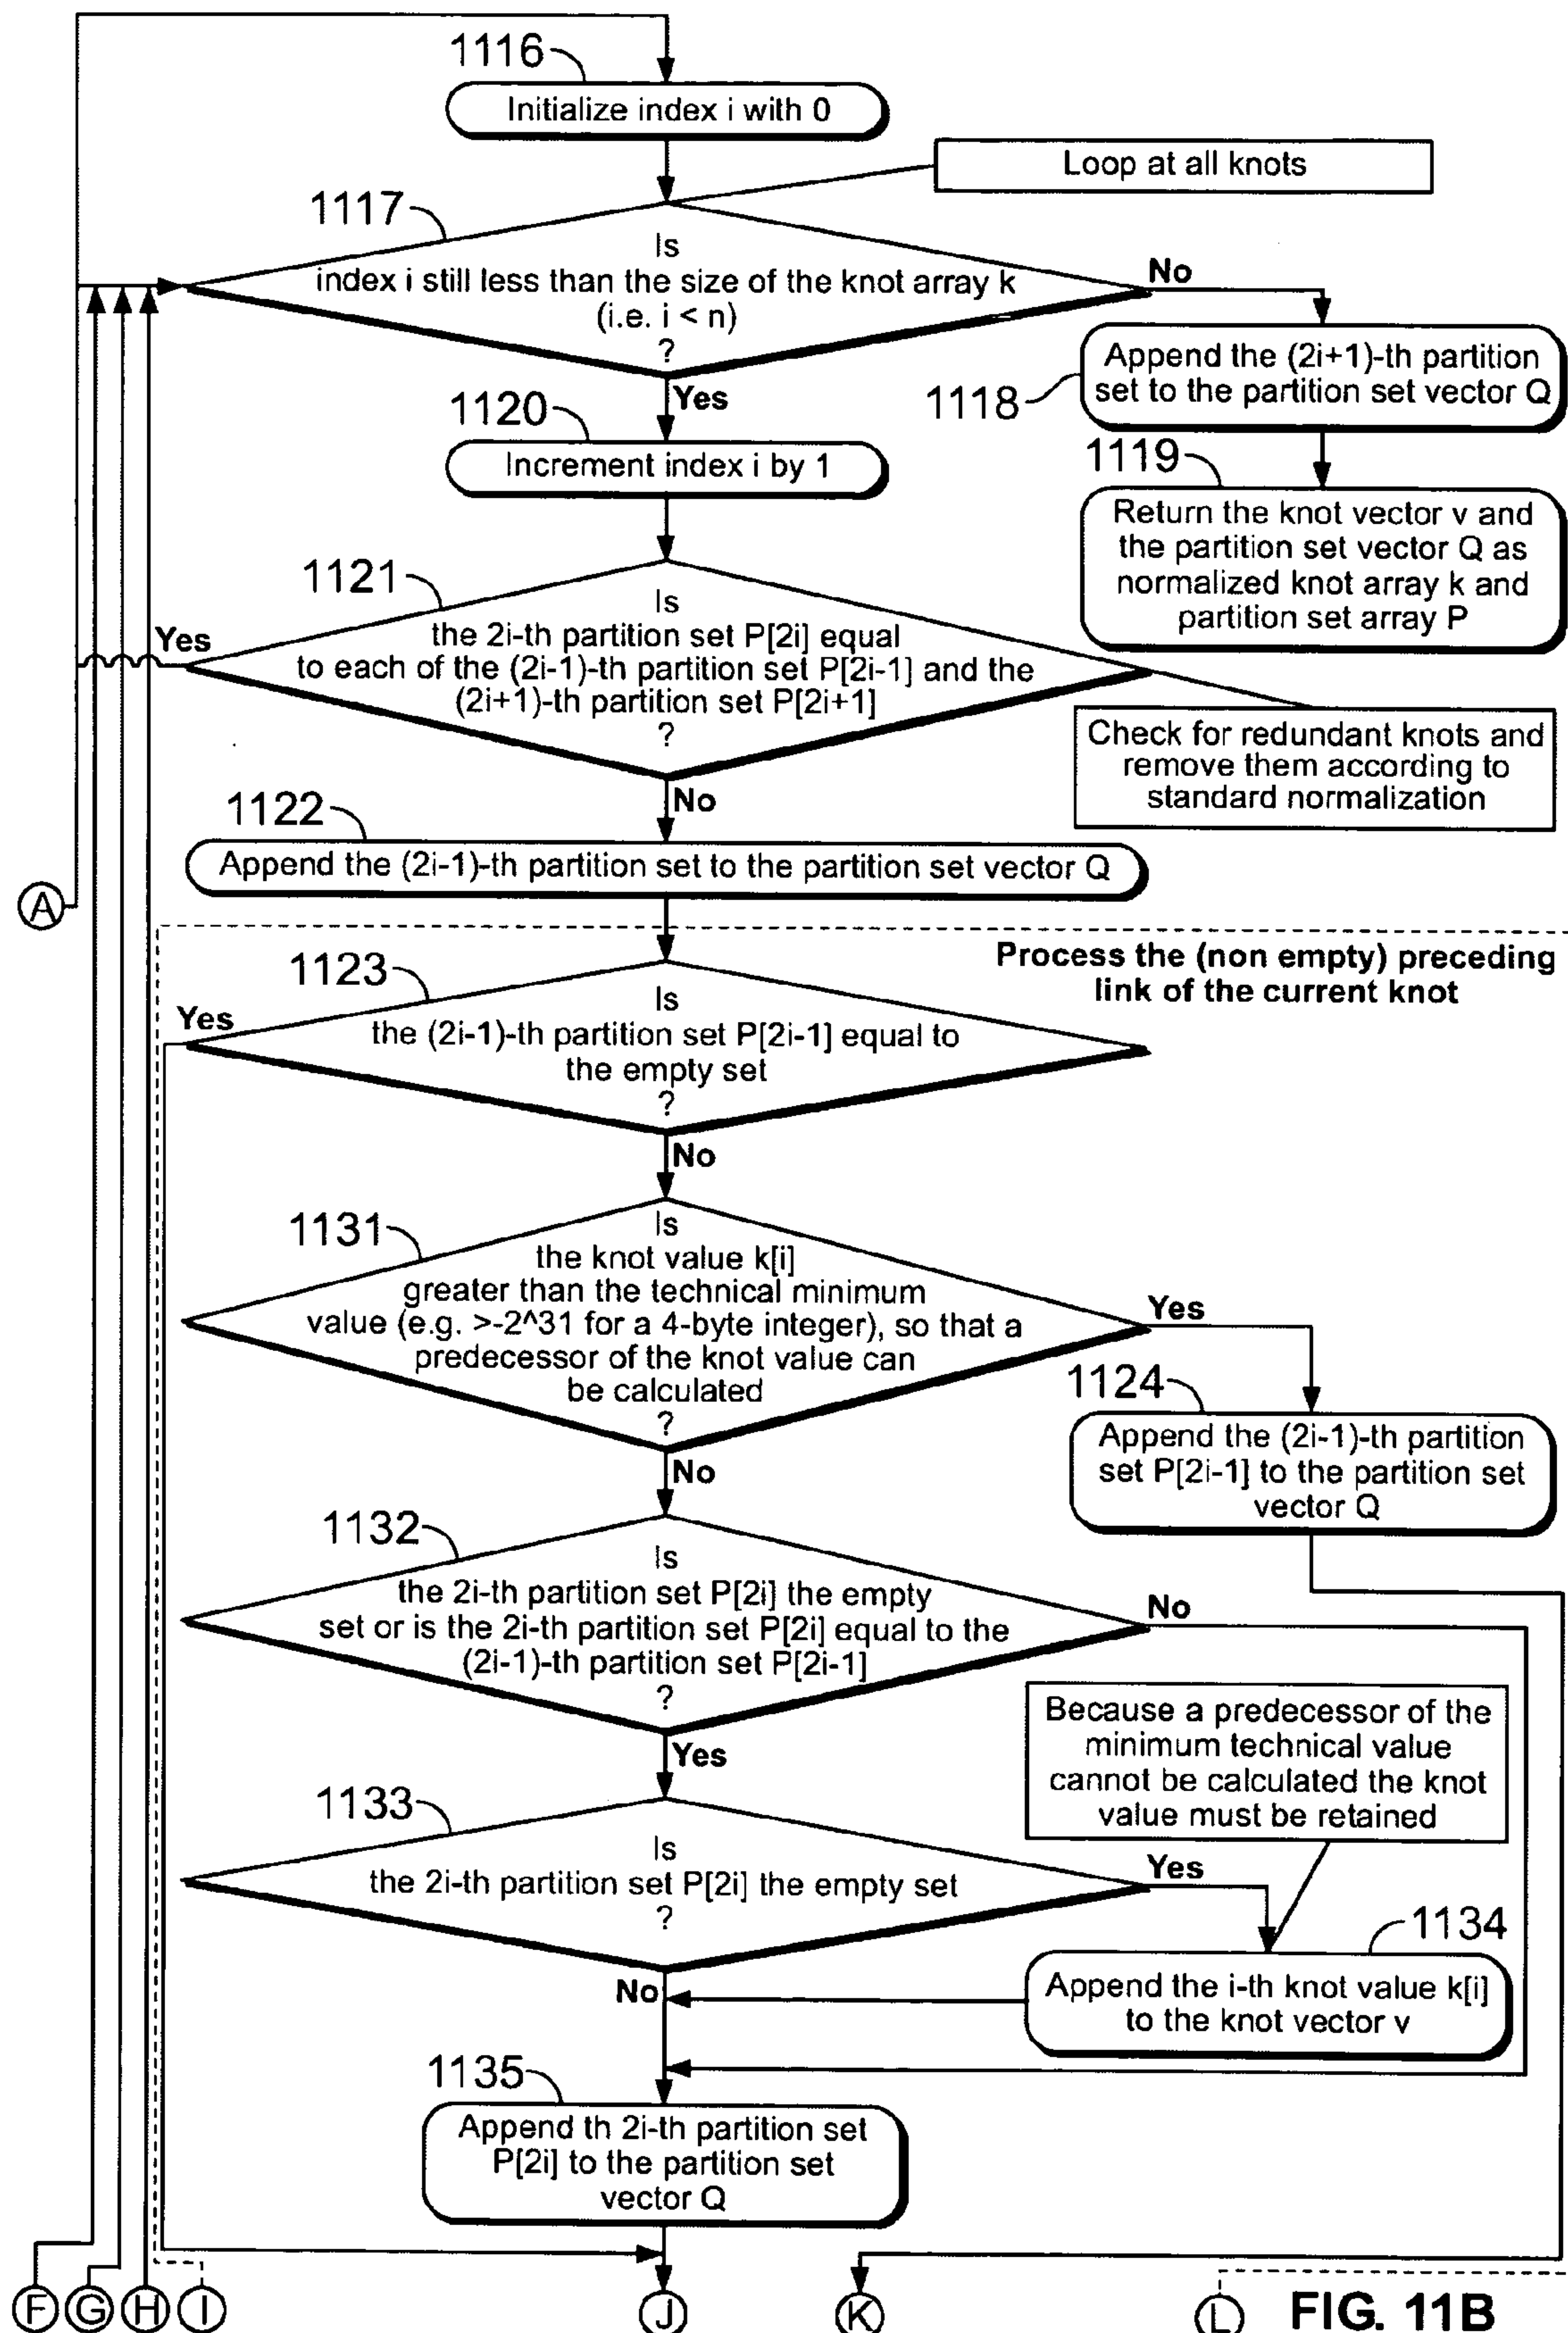 1116
Initialize index i with 0
Loop at all knots
1117
Is
index i still less than the size of the knot array k
(i.e. i < n)
?
No
Yes
Append the (2i+1)-th partition
set to the partition set vector Q
1118
1120
Increment index i by 1
1119
Return the knot vector v and
the partition set vector Q as
normalized knot array k and
partition set array P
1121
Is
the 2i-th partition set P[2i] equal
to each of the (2i-1)-th partition set P[2i-1] and the
(2i+1)-th partition set P[2i+1]
?
Yes
No
Check for redundant knots and
remove them according to
standard normalization
1122
Append the (2i-1)-th partition set to the partition set vector Q
A
Process the (non empty) preceding
link of the current knot
1123
Is
the (2i-1)-th partition set P[2i-1] equal to
the empty set
?
Yes
No
1131
Is
the knot value k[i]
greater than the technical minimum
value (e.g. >-2^31 for a 4-byte integer), so that a
predecessor of the knot value can
be calculated
?
Yes
No
1124
Append the (2i-1)-th partition
set P[2i-1] to the partition set
vector Q
1132
Is
the 2i-th partition set P[2i] the empty
set or is the 2i-th partition set P[2i] equal to the
(2i-1)-th partition set P[2i-1]
?
No
Yes
Because a predecessor of the
minimum technical value
cannot be calculated the knot
value must be retained
1133
Is
the 2i-th partition set P[2i] the empty set
?
Yes
No
1134
Append the i-th knot value k[i]
to the knot vector v
1135
Append th 2i-th partition set
P[2i] to the partition set
vector Q
F
G
H
I
J
K
L
FIG. 11B